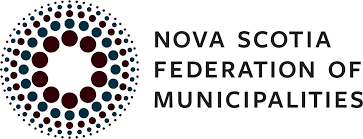 NOVA SCOTIA
FEDERATION OF
MUNICIPALITIES